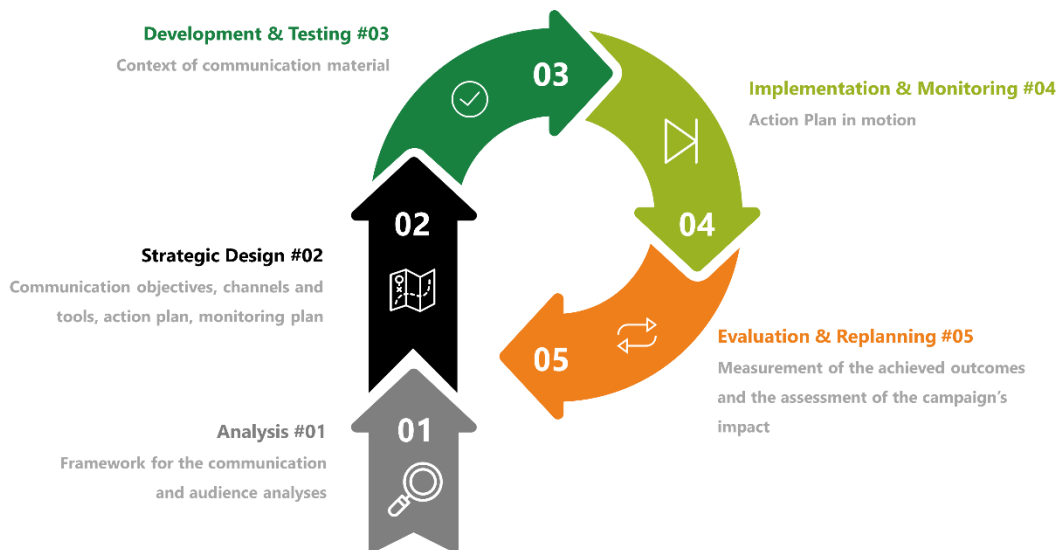 Development & Testing #03
Context of communication material
03
Implementation & Monitoring #04
Action Plan in motion
02
04
Strategic Design #02
Communication objectives, channels and
tools, action plan, monitoring plan
05
Evaluation & Replanning #05
Measurement of the achieved outcomes
and the assessment of the campaign's
impact
01
Analysis #01
Framework for the communication
and audience analyses